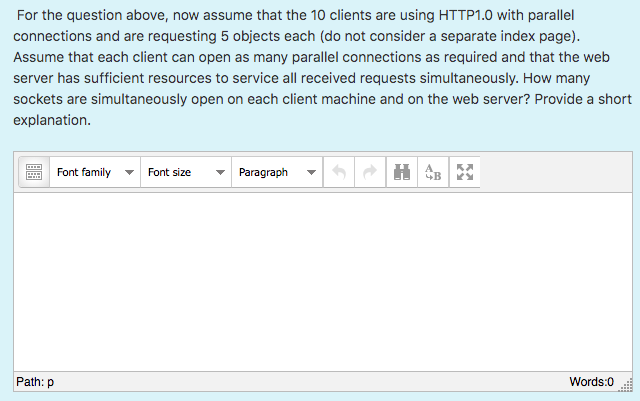 For the question above, now assume that the 10 clients are using HTTP1.0 with parallel
connections and are requesting 5 objects each (do not consider a separate index page).
Assume that each client can open as many parallel connections as required and that the web
server has sufficient resources to service all received requests simultaneously. How many
sockets are simultaneously open on each client machine and on the web server? Provide a short
explanation.
Font family Font size Paragraph A B
Path: p Words:0